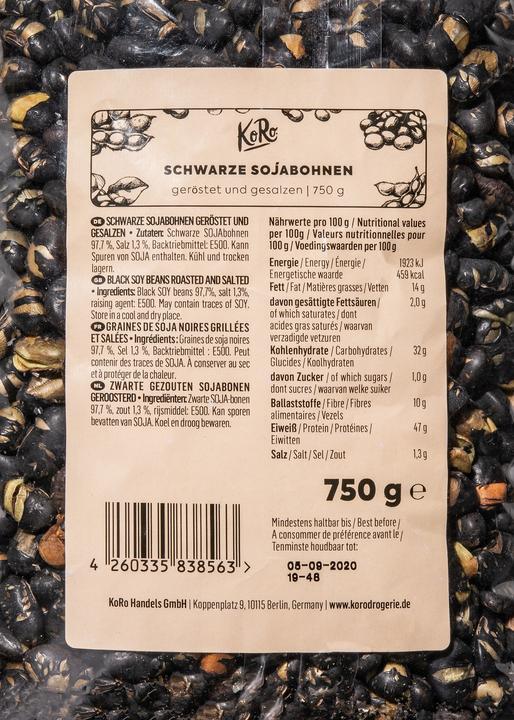 KoRo
SCHWARZE SOJABOHNEN
geröstet und gesalzen | 750 g
DE SCHWARZE SOJABOHNEN GERÖSTET UND
GESALZEN • Zutaten: Schwarze SOJAbohnen
97,7 %, Salz 1,3 %, Backtriebmittel: E500. Kann
Spuren von SOJA enthalten. Kühl und trocken
lagern.
GB BLACK SOY BEANS ROASTED AND SALTED
• Ingredients: Black SOY beans 97,7%, salt 1,3%,
raising agent: E500. May contain traces of SOY.
Store in a cool and dry place.
FR GRAINES DE SOJA NOIRES GRILLÉES
ET SALÉES • Ingrédients: Graines de soja noires
97,7 %, Sel 1,3 %, Backtriebmittel : E500. Peut
contenir des traces de SOJA. À conserver au sec
et à protéger de la chaleur.
NL ZWARTE GEZOUTEN SOJABONEN
GEROOSTERD • Ingrediënten: Zwarte SOJA-bonen
97,7 %, zout 1,3 %, rijsmiddel: E500. Kan sporen
bevatten van SOJA. Koel en droog bewaren.
Nährwerte pro 100 g / Nutritional values
per 100g / Valeurs nutritionnelles pour
100 g / Voedingswaarden per 100 g
Energie / Energy / Énergie / 1923 kJ
Energetische waarde 459 kcal
Fett / Fat / Matières grasses / Vetten 14 g
davon gesättigte Fettsäuren / 2,0 g
of which saturates / dont
acides gras saturés / waarvan
verzadigde vetzuren
Kohlenhydrate / Carbohydrates / 32 g
Glucides / Koolhydraten
davon Zucker / of which sugars / 1,0 g
dont sucres / waarvan welke suiker
Ballaststoffe / Fibre / Fibres 10 g
alimentaires / Vezels
Eiweiß / Protein / Protéines / 47 g
Eiwitten
Salz / Salt / Sel / Zout 1,3 g
750 g e
Mindestens haltbar bis / Best before /
A consommer de préférence avant le /
Tenminste houdbaar tot:
05-09-2020
19-48
4 260335 838563 >
KoRo Handels GmbH | Koppenplatz 9, 10115 Berlin, Germany | www.korodrogerie.de